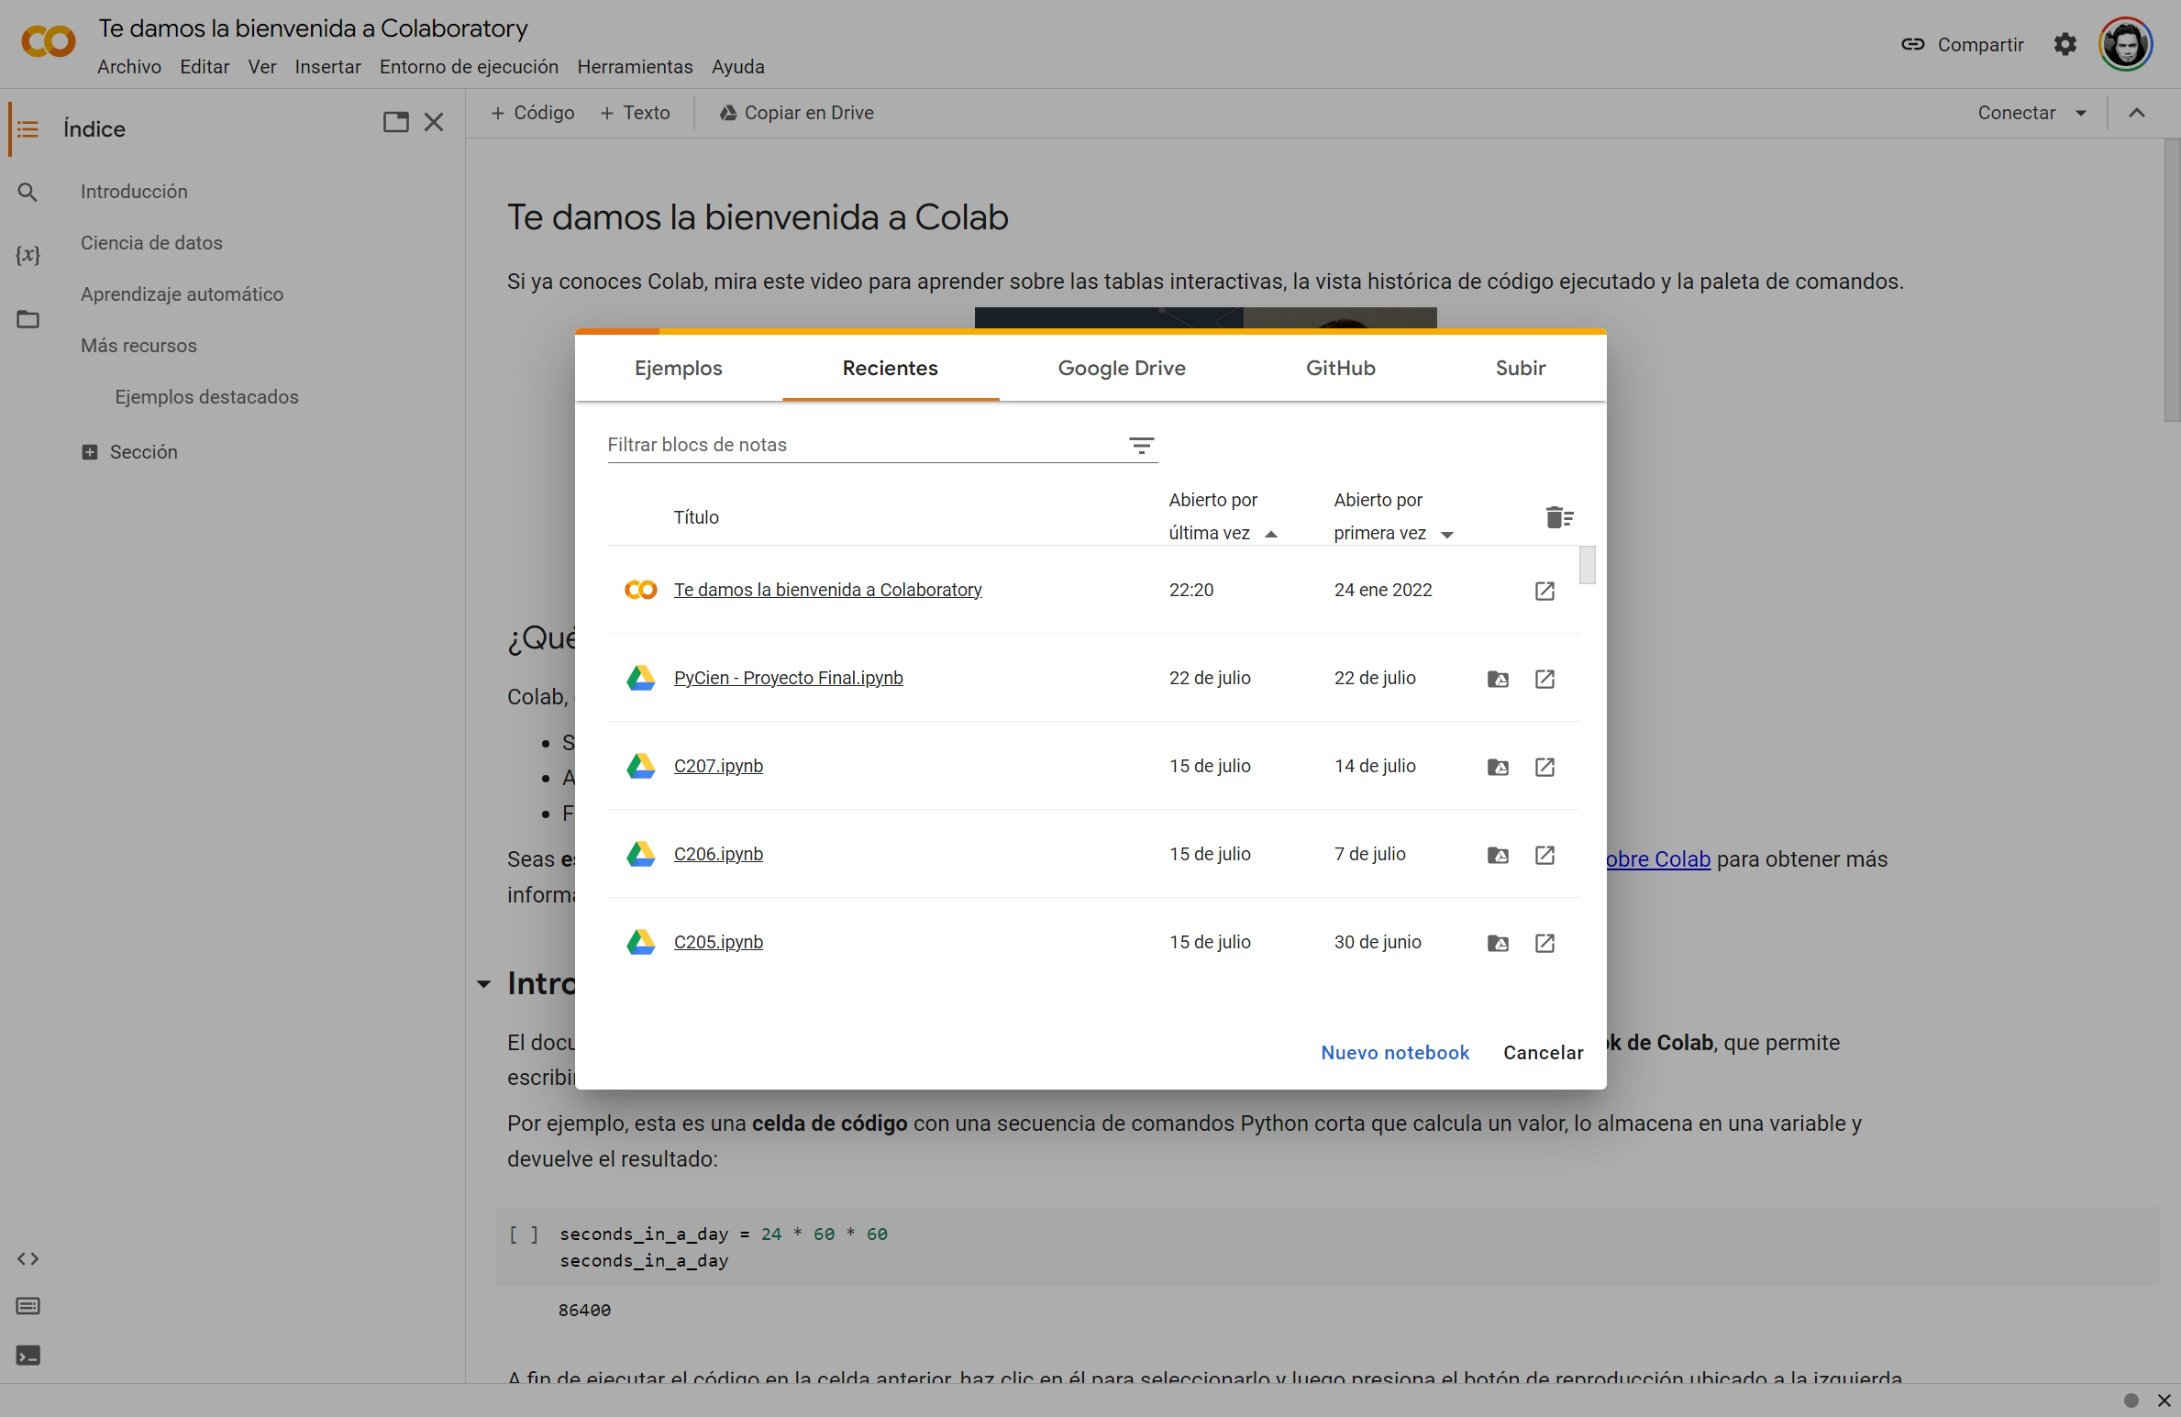 Te damos la bienvenida a Colaboratory
Archivo Editar Ver Insertar Entorno de ejecución Herramientas Ayuda
Compartir
Índice
+ Código + Texto Copiar en Drive
Conectar
Introducción
Ciencia de datos
Aprendizaje automático
Más recursos
Ejemplos destacados
Sección
{x}
Te damos la bienvenida a Colab
Si ya conoces Colab, mira este video para aprender sobre las tablas interactivas, la vista histórica de código ejecutado y la paleta de comandos.
Ejemplos Recientes Google Drive GitHub Subir
Filtrar blocs de notas
Título
Abierto por última vez
Abierto por primera vez
Te damos la bienvenida a Colaboratory 22:20 24 ene 2022
PyCien - Proyecto Final.ipynb 22 de julio 22 de julio
C207.ipynb 15 de julio 14 de julio
C206.ipynb 15 de julio 7 de julio
C205.ipynb 15 de julio 30 de junio
Nuevo notebook Cancelar
¿Qué
Colab,
Seas
obre Colab para obtener más
El
de Colab, que permite
Por ejemplo, esta es una celda de código con una secuencia de comandos Python corta que calcula un valor, lo almacena en una variable y
devuelve el resultado:
[ ] seconds_in_a_day = 24 * 60 * 60
seconds_in_a_day
86400
A fin de ejecutar el código en la celda anterior, haz clic en él para seleccionarlo y luego presiona el botón de reproducción ubicado a la izquierda